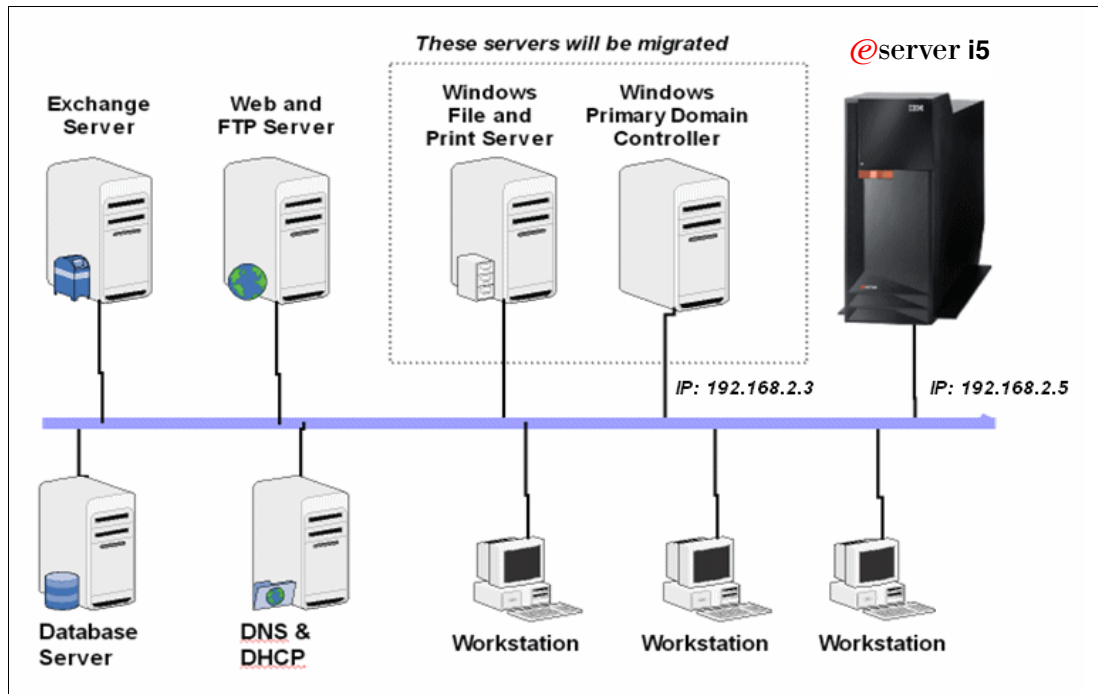 These servers will be migrated
eserver i5
Exchange
Server
Web and
FTP Server
Windows
File and
Print Server
Windows
Primary Domain
Controller
IBM
IP: 192.168.2.3
IP: 192.168.2.5
Database
Server
DNS &
DHCP
Workstation
Workstation
Workstation